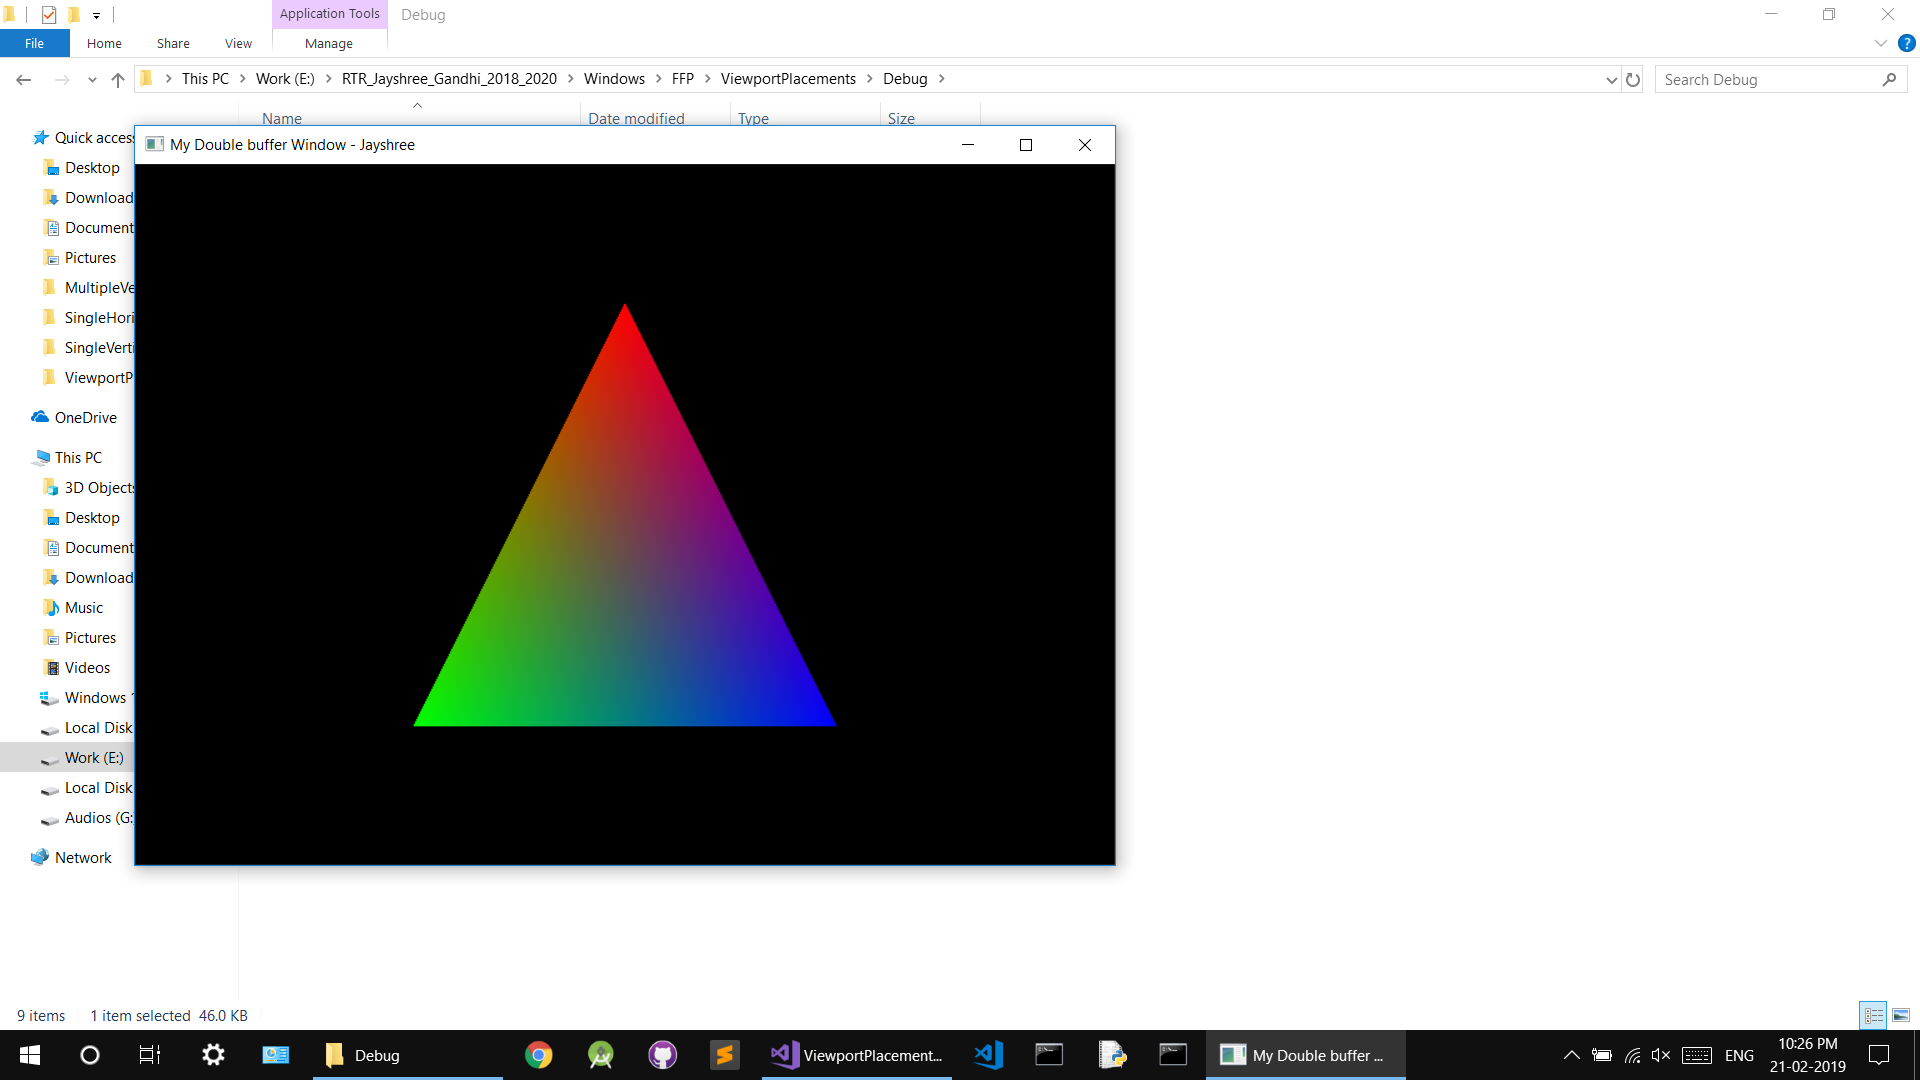 Application Tools Debug
File Home Share View Manage
This PC Work (E:) RTR_Jayshree_Gandhi_2018_2020 Windows FFP ViewportPlacements Debug Search Debug
Name Date modified Type Size
Quick access
My Double buffer Window - Jayshree
Desktop
Download
Document
Pictures
MultipleVe
SingleHori
SingleVerti
ViewportP
OneDrive
This PC
3D Objects
Desktop
Document
Download
Music
Pictures
Videos
Windows 1
Local Disk
Work (E:)
Local Disk
Audios (G:
Network
9 items 1 item selected 46.0 KB
Debug ViewportPlacement... My Double buffer ... ENG
10:26 PM
21-02-2019